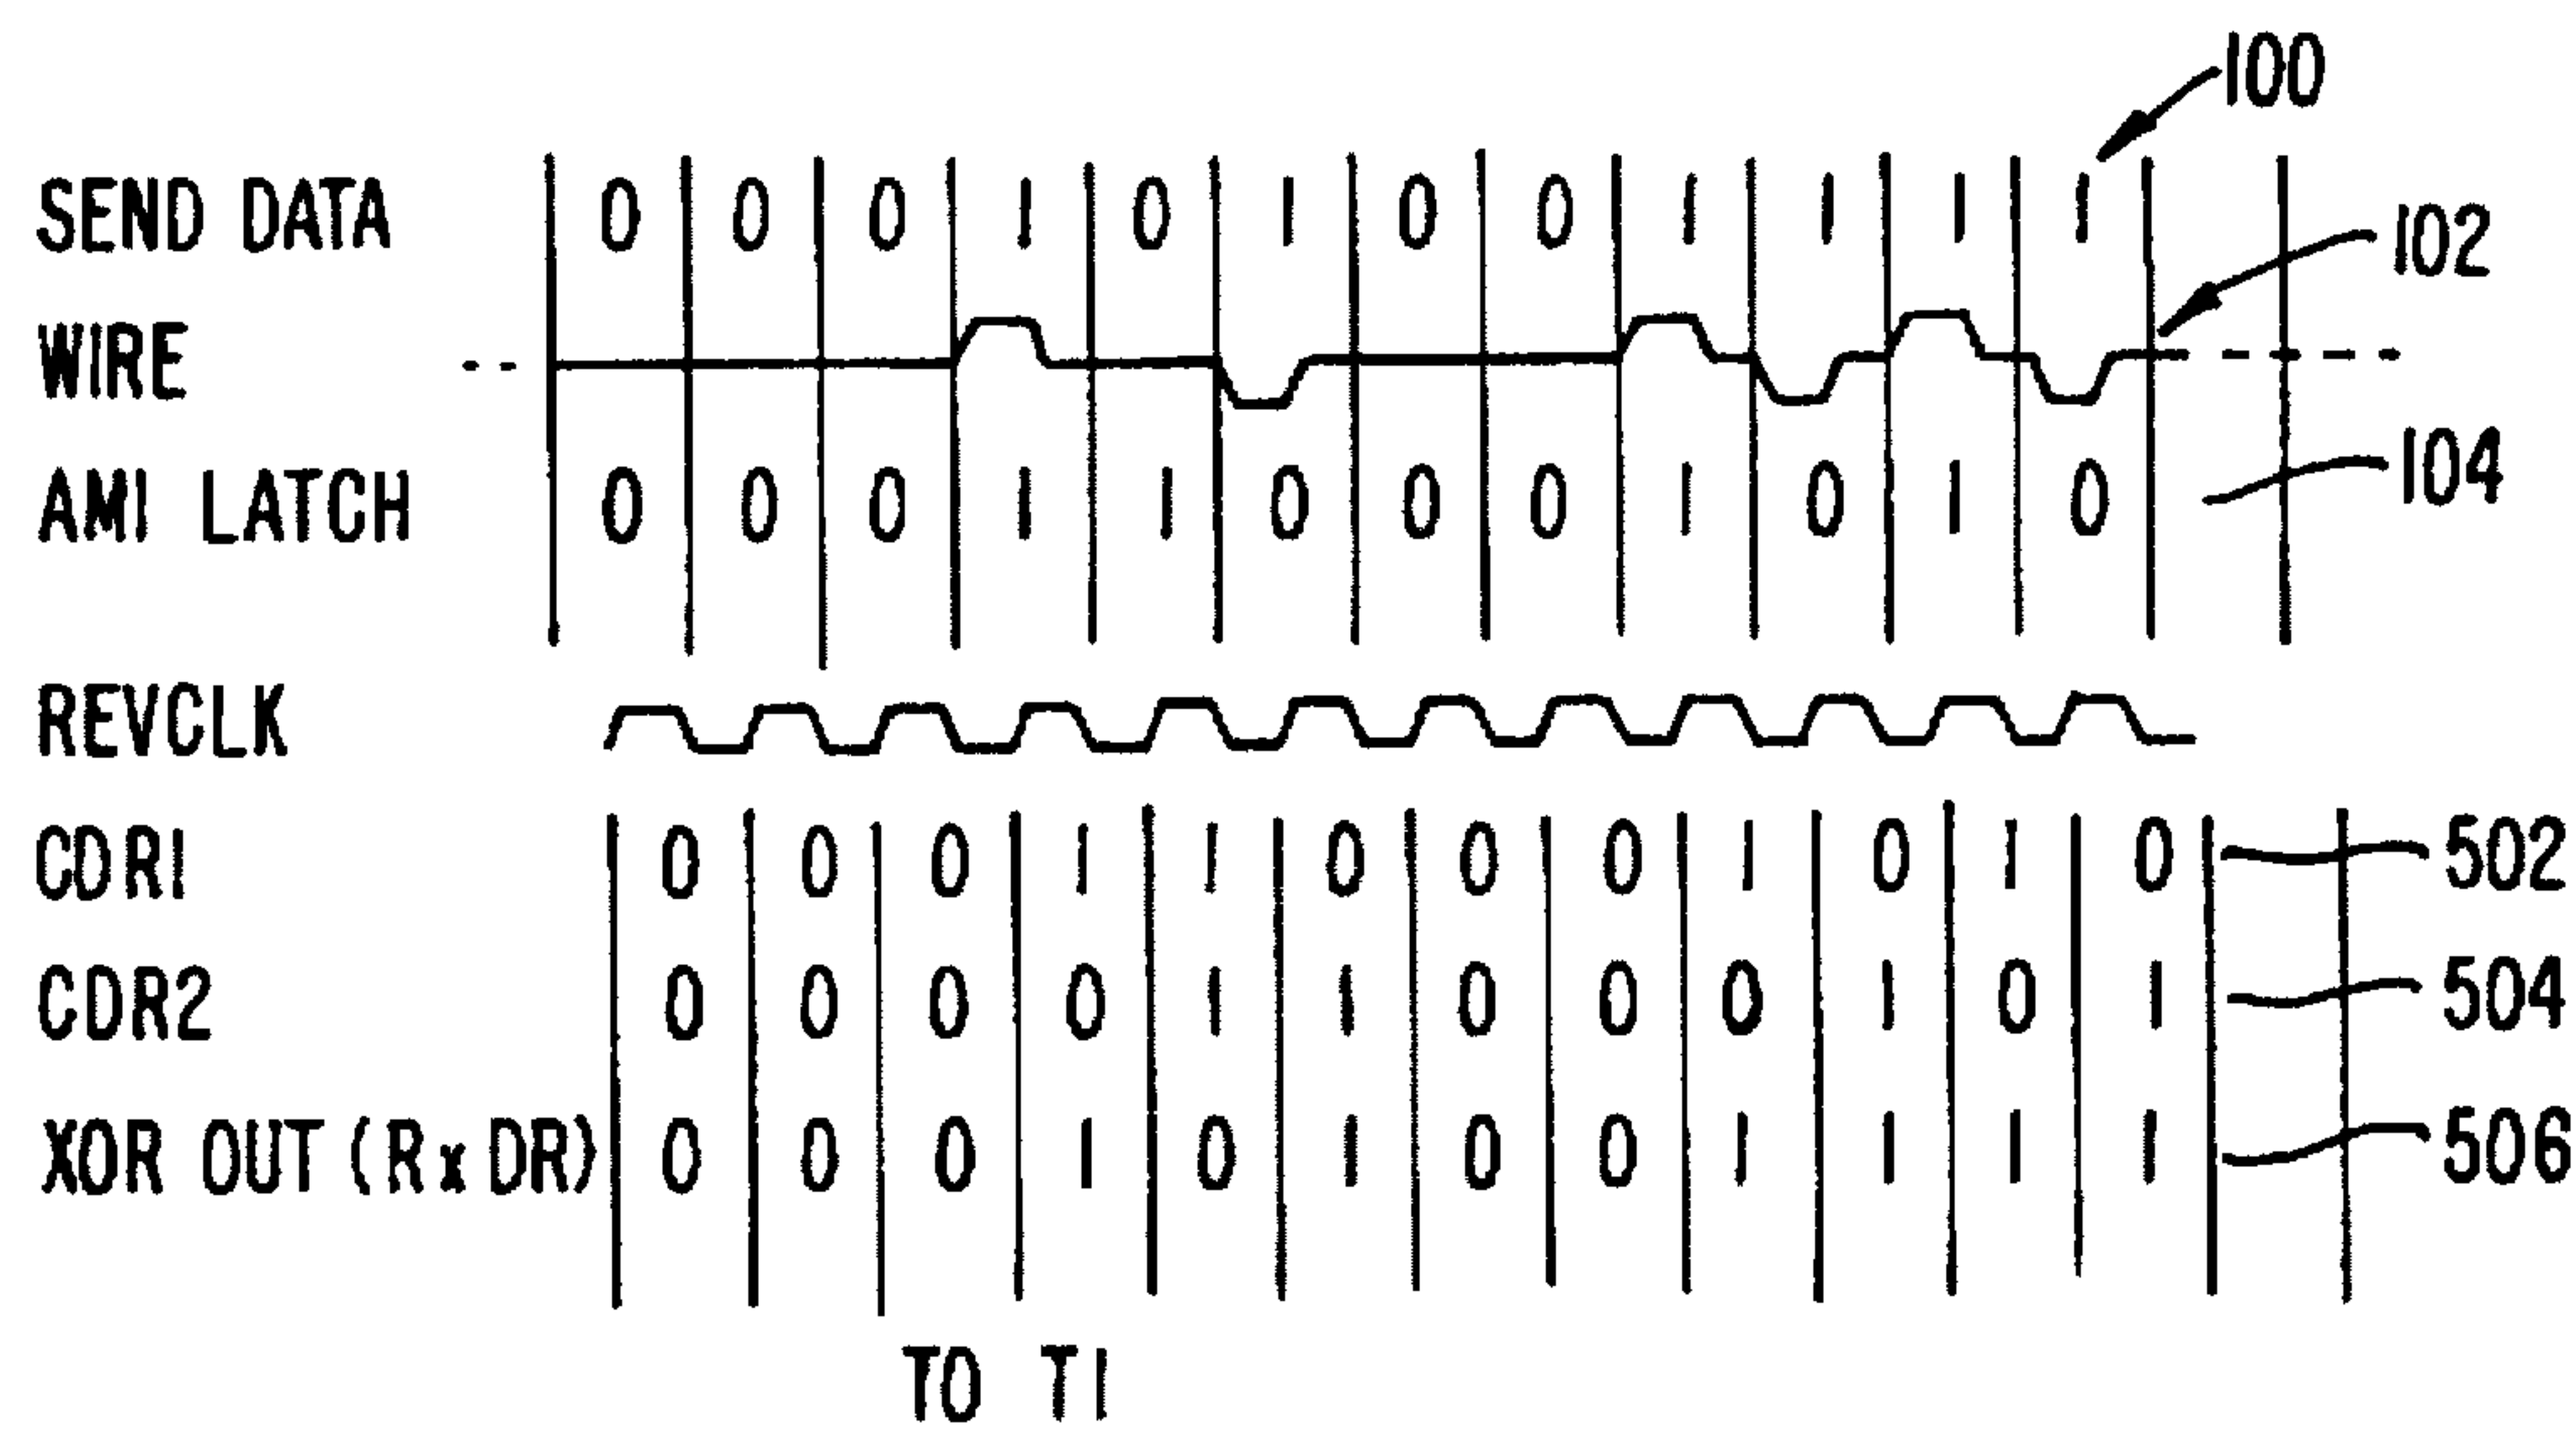 100
SEND DATA 0 0 0 1 0 1 0 0 1 1 1 1
102
WIRE
AMI LATCH 0 0 0 1 1 0 0 0 1 0 1 0 104
REVCLK
CDR1 0 0 0 1 1 0 0 0 1 0 1 0 502
CDR2 0 0 0 0 1 1 0 0 0 1 0 1 504
XOR OUT (RxDR) 0 0 0 1 0 1 0 0 1 1 1 1 506
T0 T1